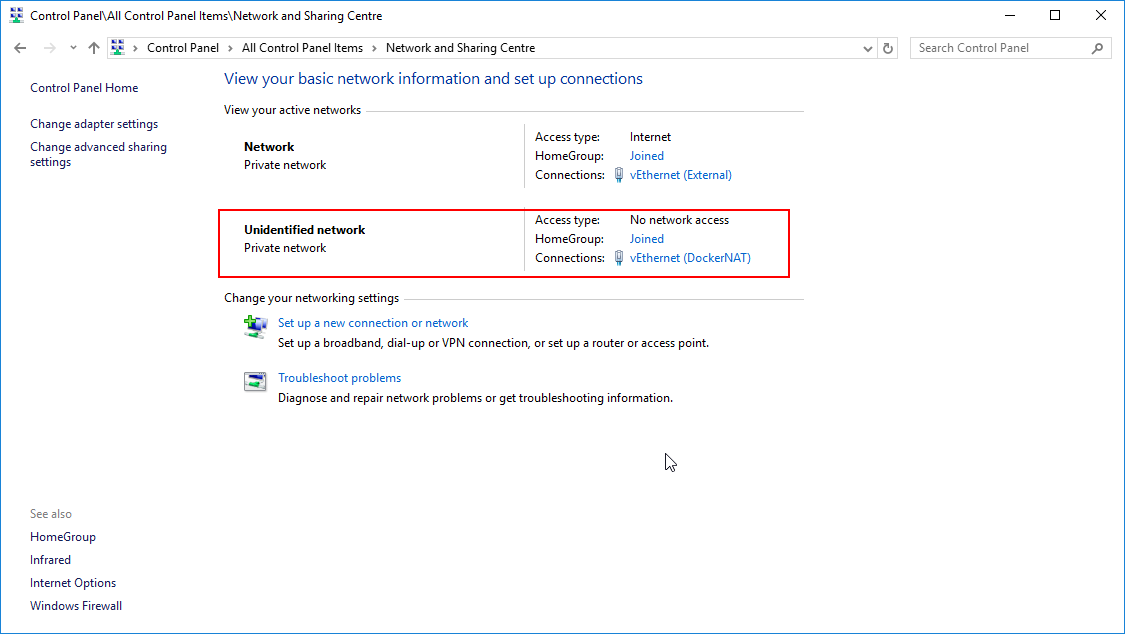 Control Panel\All Control Panel Items\Network and Sharing Centre
Control Panel › All Control Panel Items › Network and Sharing Centre
Search Control Panel
Control Panel Home
Change adapter settings
Change advanced sharing
settings
View your basic network information and set up connections
View your active networks
Network
Private network
Access type: Internet
HomeGroup: Joined
Connections: vEthernet (External)
Unidentified network
Private network
Access type: No network access
HomeGroup: Joined
Connections: vEthernet (DockerNAT)
Change your networking settings
Set up a new connection or network
Set up a broadband, dial-up or VPN connection, or set up a router or access point.
Troubleshoot problems
Diagnose and repair network problems or get troubleshooting information.
See also
HomeGroup
Infrared
Internet Options
Windows Firewall